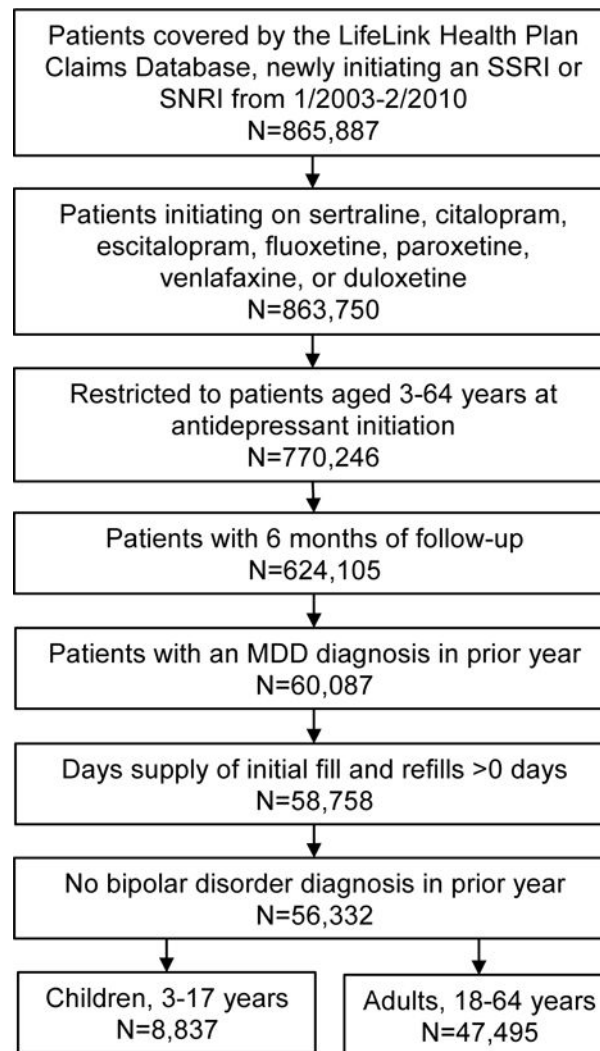 Patients covered by the LifeLink Health Plan
Claims Database, newly initiating an SSRI or
SNRI from 1/2003-2/2010
N=865,887
Patients initiating on sertraline, citalopram,
escitalopram, fluoxetine, paroxetine,
venlafaxine, or duloxetine
N=863,750
Restricted to patients aged 3-64 years at
antidepressant initiation
N=770,246
Patients with 6 months of follow-up
N=624,105
Patients with an MDD diagnosis in prior year
N=60,087
Days supply of initial fill and refills >0 days
N=58,758
No bipolar disorder diagnosis in prior year
N=56,332
Children, 3-17 years
N=8,837
Adults, 18-64 years
N=47,495